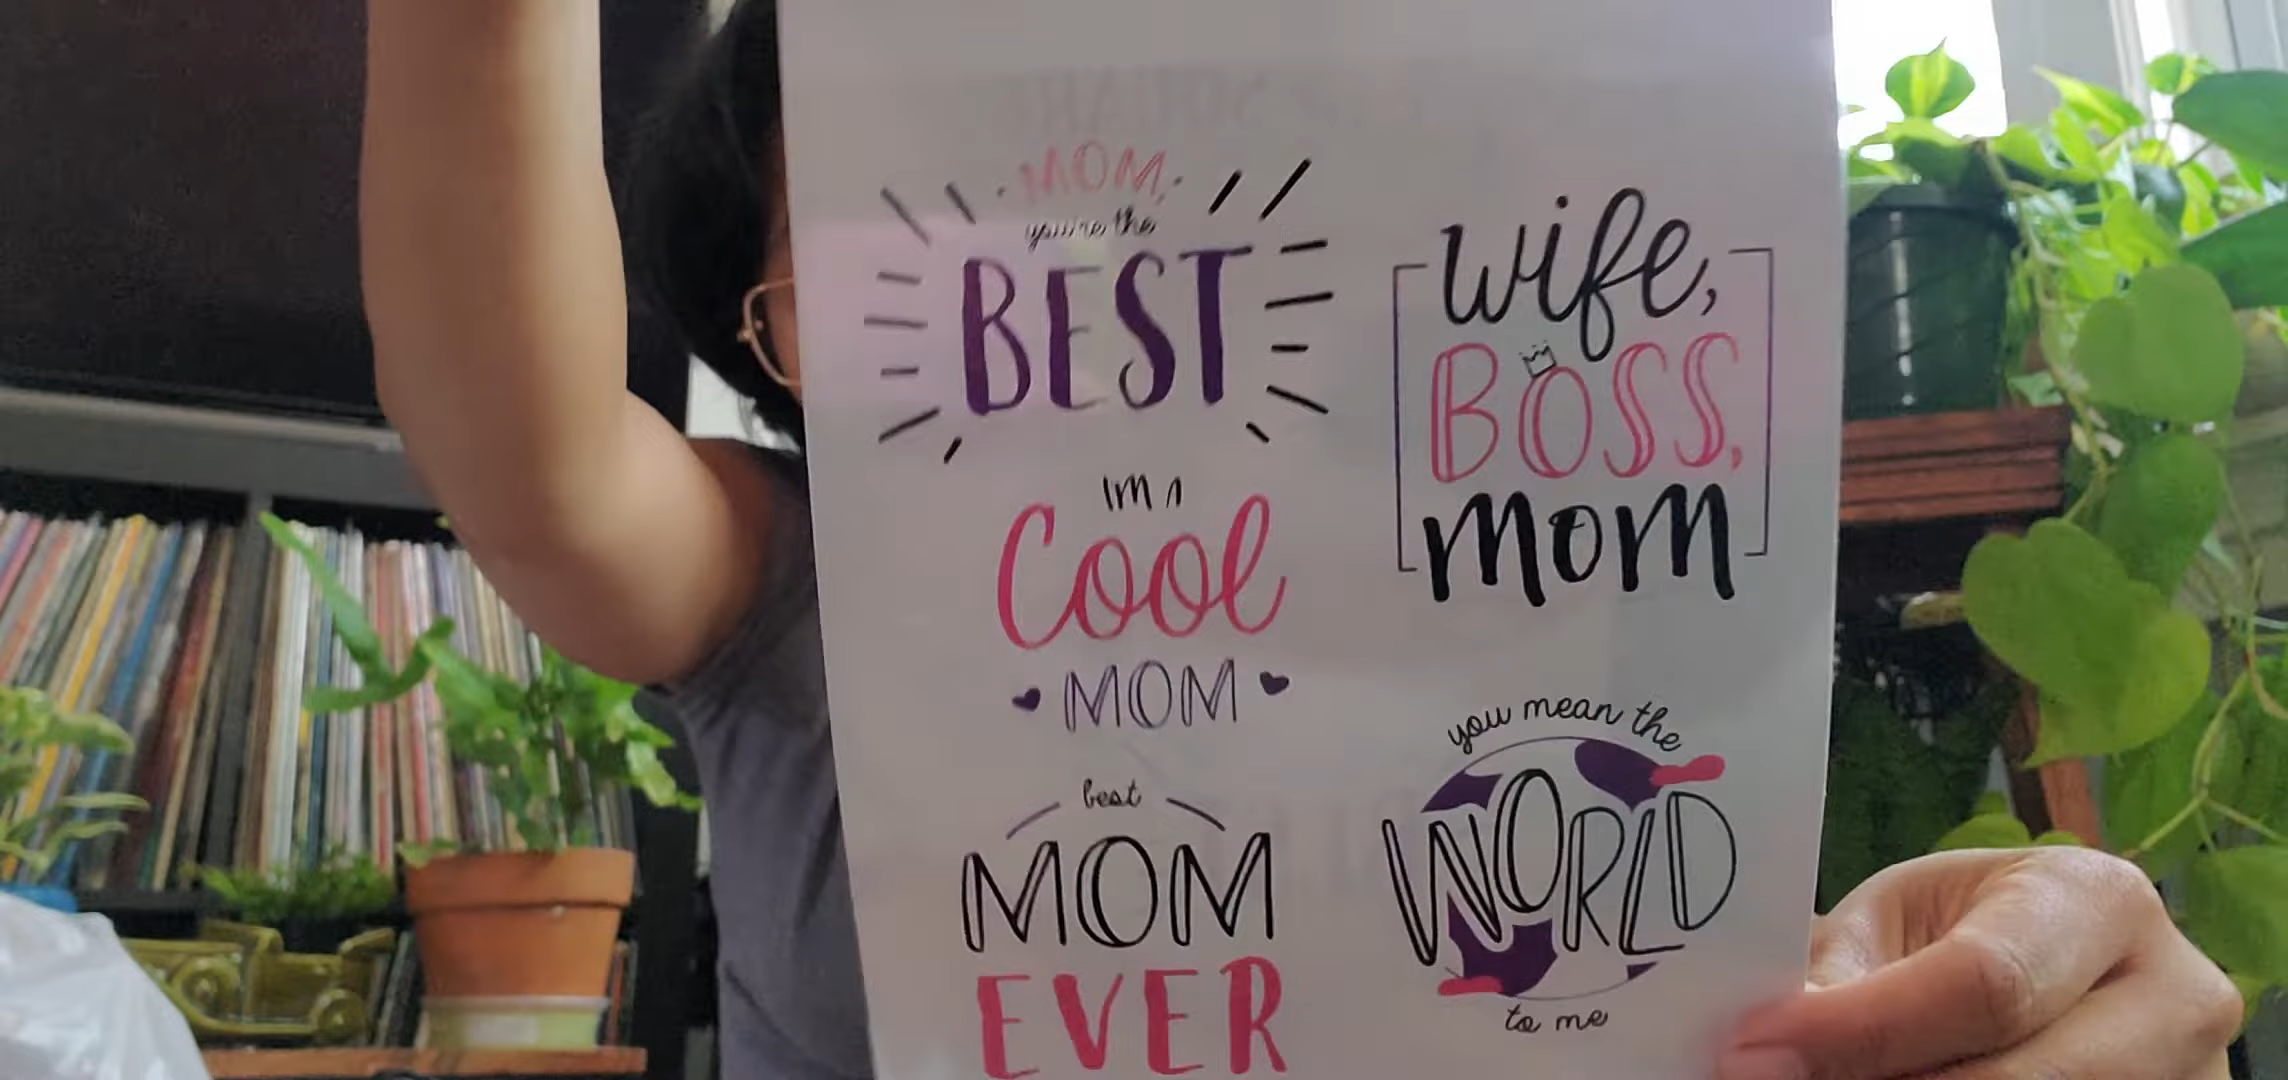 MOM,
you're the
BEST
wife,
BOSS,
mom
Im a
Cool
MOM
best
MOM
EVER
you mean the
WORLD
to me